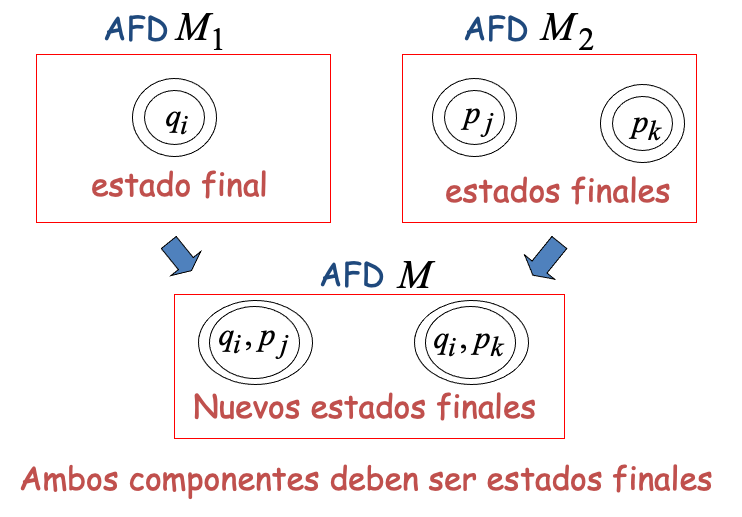 AFD M₁
AFD M₂
qᵢ
pⱼ
pₖ
estado final
estados finales
AFD M
qᵢ, pⱼ
qᵢ, pₖ
Nuevos estados finales
Ambos componentes deben ser estados finales